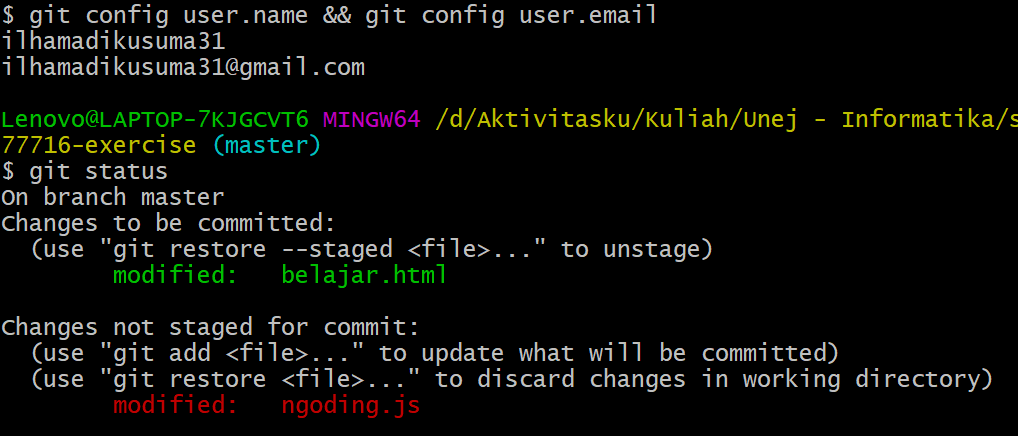 $ git config user.name && git config user.email
ilhamadikusuma31
ilhamadikusuma31@gmail.com
Lenovo@LAPTOP-7KJGCVT6 MINGW64 /d/Aktivitasku/Kuliah/Unej - Informatika/s
77716-exercise (master)
$ git status
On branch master
Changes to be committed:
  (use "git restore --staged <file>..." to unstage)
        modified:   belajar.html
Changes not staged for commit:
  (use "git add <file>..." to update what will be committed)
  (use "git restore <file>..." to discard changes in working directory)
        modified:   ngoding.js